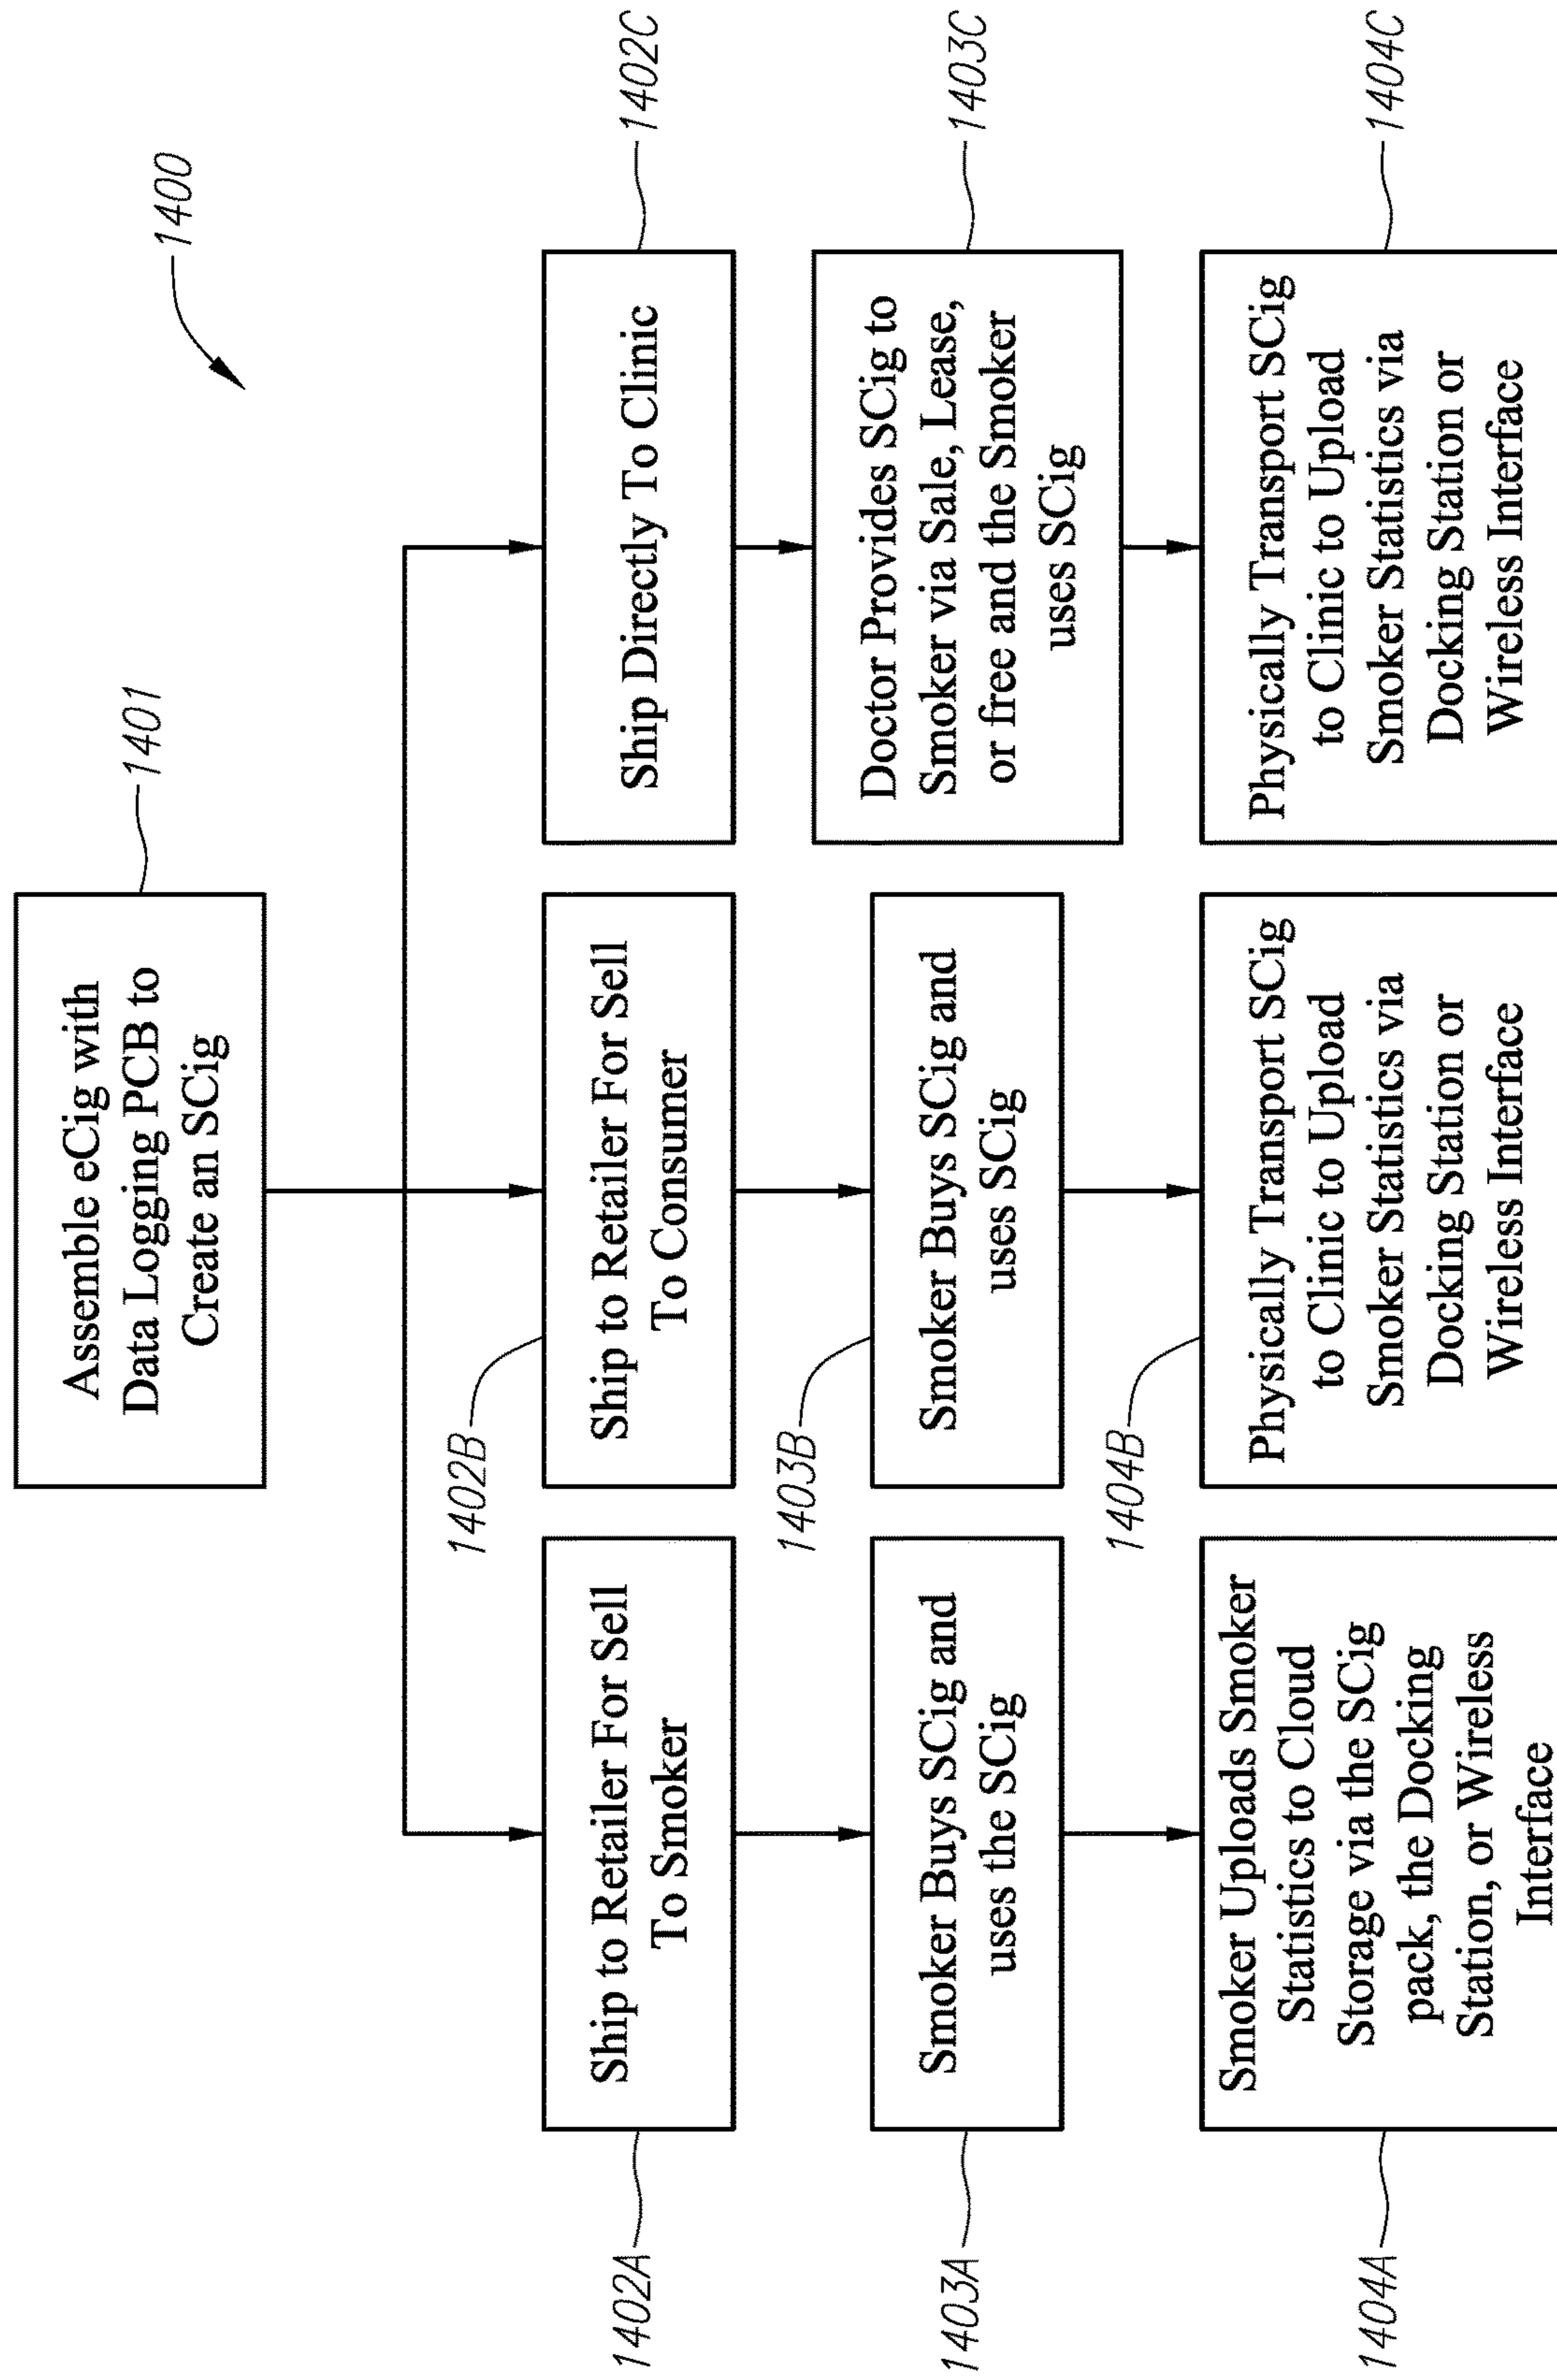 1400
Assemble eCig with
Data Logging PCB to
Create an SCig
1401
1402A
Ship to Retailer For Sell
To Smoker
1402B
Ship to Retailer For Sell
To Consumer
Ship Directly To Clinic
1402C
1403A
Smoker Buys SCig and
uses the SCig
1403B
Smoker Buys SCig and
uses SCig
Doctor Provides SCig to
Smoker via Sale, Lease,
or free and the Smoker
uses SCig
1403C
1404A
Smoker Uploads Smoker
Statistics to Cloud
Storage via the SCig
pack, the Docking
Station, or Wireless
Interface
1404B
Physically Transport SCig
to Clinic to Upload
Smoker Statistics via
Docking Station or
Wireless Interface
Physically Transport SCig
to Clinic to Upload
Smoker Statistics via
Docking Station or
Wireless Interface
1404C